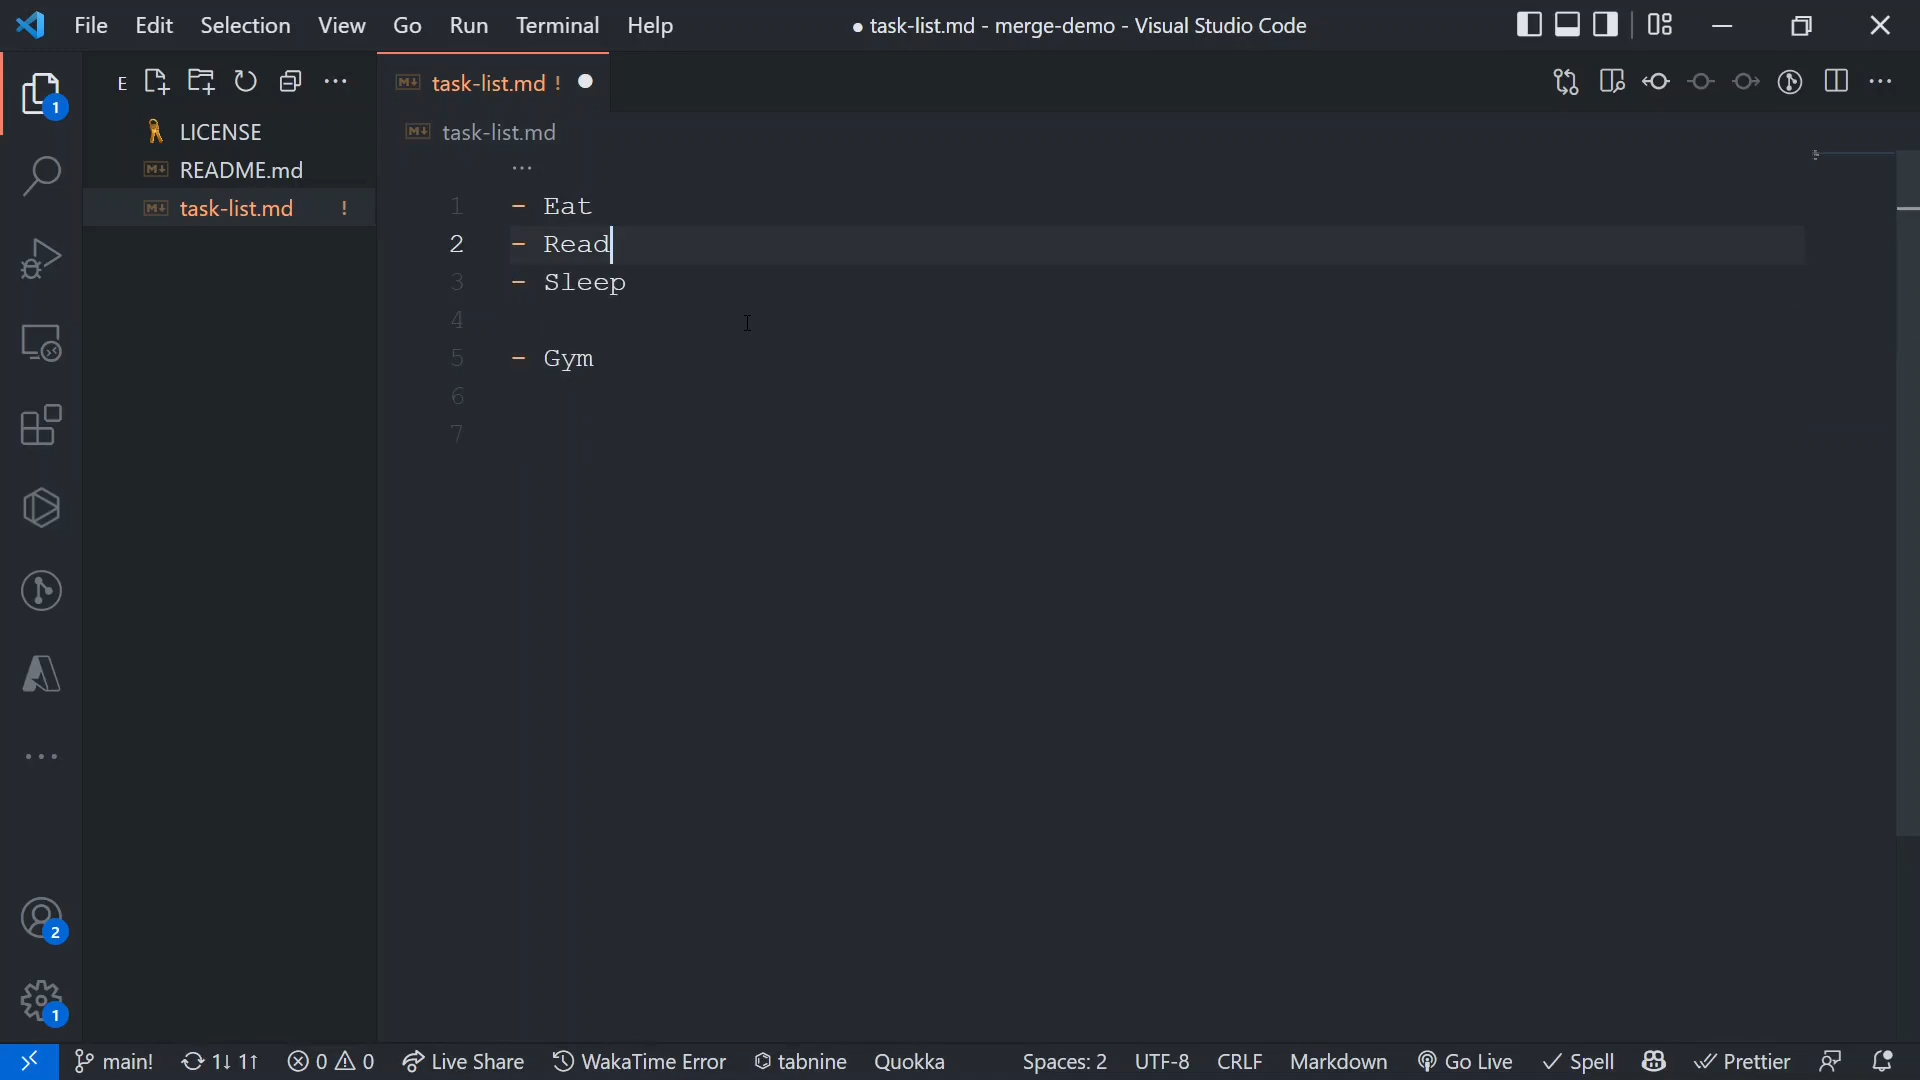 File Edit Selection View Go Run Terminal Help ● task-list.md - merge-demo - Visual Studio Code
1 E ··· task-list.md ! ● ···
LICENSE task-list.md
README.md ···
task-list.md !
1 - Eat
2 - Read
3 - Sleep
4
5 - Gym
6
7
2
1
main! 1↓ 1↑ 0 0 Live Share WakaTime Error tabnine Quokka Spaces: 2 UTF-8 CRLF Markdown Go Live Spell Prettier